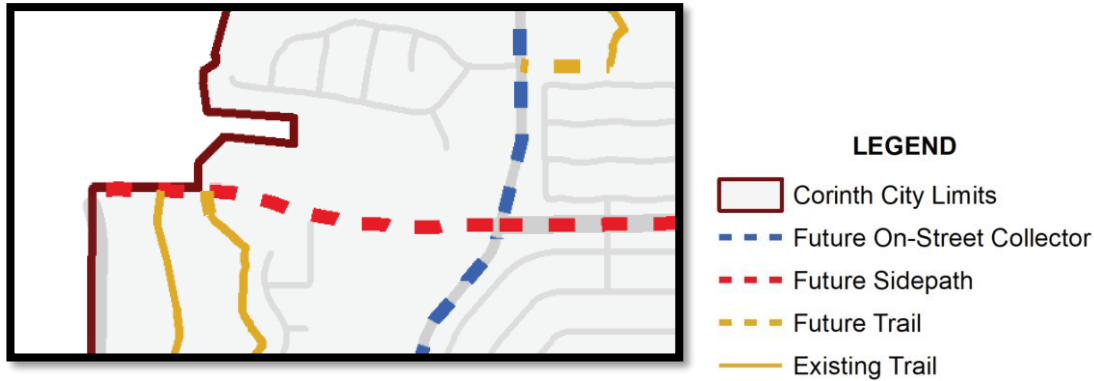 LEGEND
Corinth City Limits
Future On-Street Collector
Future Sidepath
Future Trail
Existing Trail